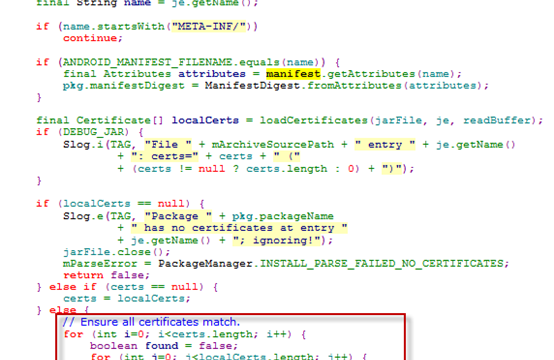 final String name = je.getName();
if (name.startsWith("META-INF/"))
continue;
if (ANDROID_MANIFEST_FILENAME.equals(name)) {
final Attributes attributes = manifest.getAttributes(name);
pkg.manifestDigest = ManifestDigest.fromAttributes(attributes);
}
final Certificate[] localCerts = loadCertificates(jarFile, je, readBuffer);
if (DEBUG_JAR) {
Slog.i(TAG, "File " + mArchiveSourcePath + " entry " + je.getName()
+ ": certs=" + certs + " ("
+ (certs != null ? certs.length : 0) + ")");
}
if (localCerts == null) {
Slog.e(TAG, "Package " + pkg.packageName
+ " has no certificates at entry "
+ je.getName() + "; ignoring!");
jarFile.close();
mParseError = PackageManager.INSTALL_PARSE_FAILED_NO_CERTIFICATES;
return false;
} else if (certs == null) {
certs = localCerts;
} else {
// Ensure all certificates match.
for (int i=0; i<certs.length; i++) {
boolean found = false;
for (int j=0; j<localCerts.length; j++) {